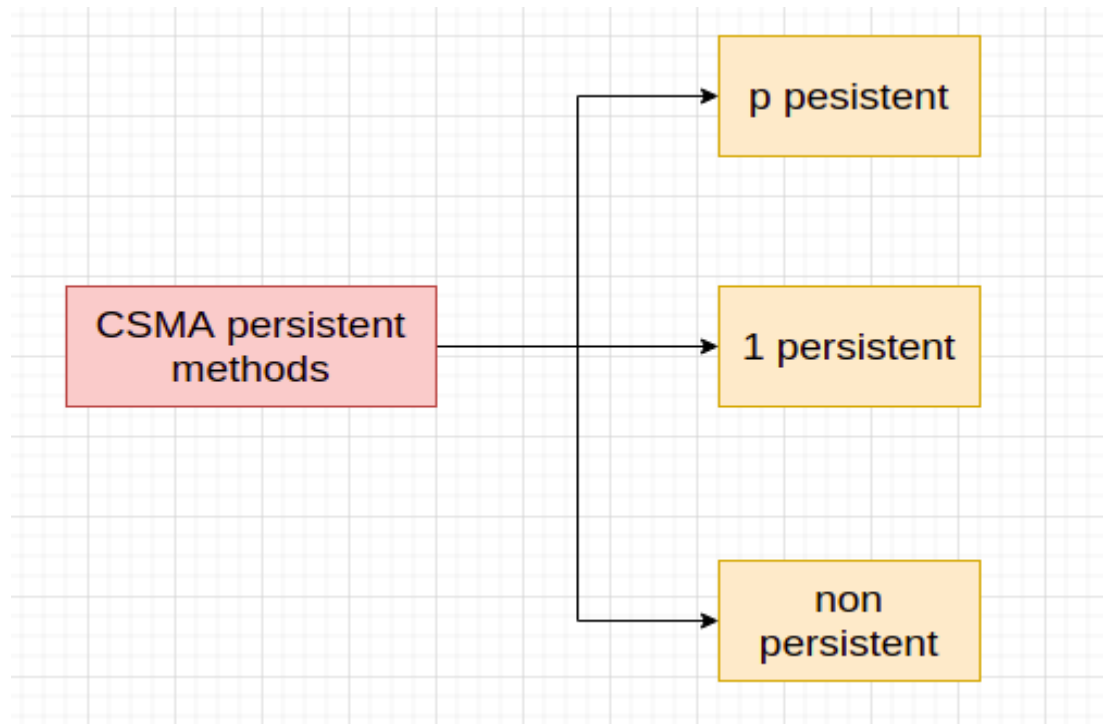 p pesistent
CSMA persistent
methods
1 persistent
non
persistent